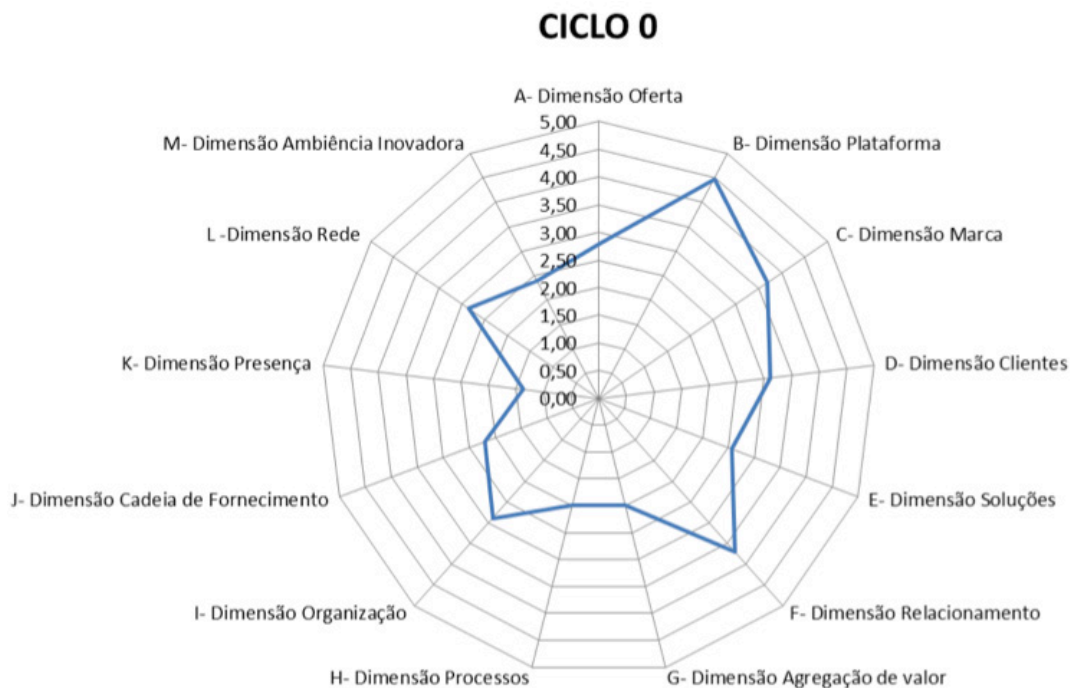 CICLO 0
A- Dimensão Oferta
B- Dimensão Plataforma
C- Dimensão Marca
D- Dimensão Clientes
E- Dimensão Soluções
F- Dimensão Relacionamento
G- Dimensão Agregação de valor
H- Dimensão Processos
I- Dimensão Organização
J- Dimensão Cadeia de Fornecimento
K- Dimensão Presença
L -Dimensão Rede
M- Dimensão Ambiência Inovadora
5,00
4,50
4,00
3,50
3,00
2,50
2,00
1,50
1,00
0,50
0,00